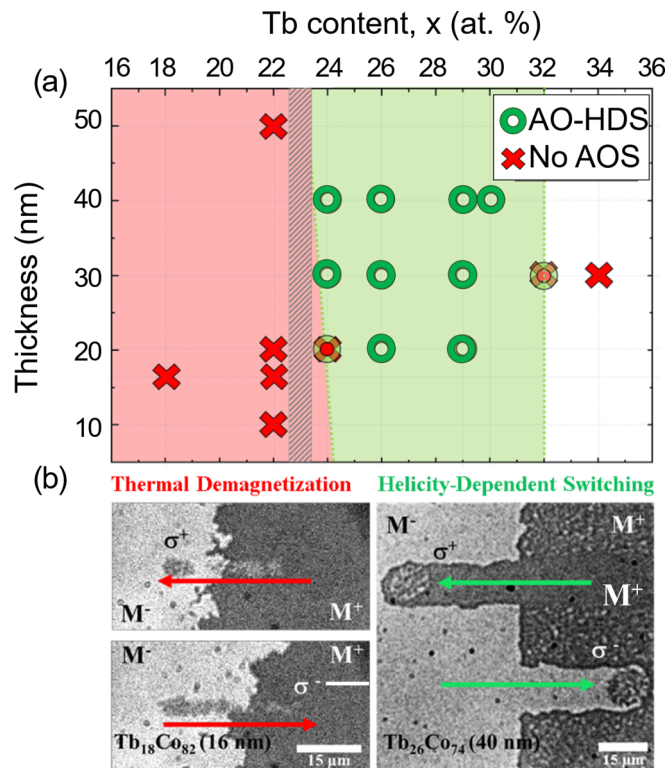 Tb content, x (at. %)
16 18 20 22 24 26 28 30 32 34 36
(a)
AO-HDS
No AOS
50
40
30
20
10
Thickness (nm)
(b)
Thermal Demagnetization
Helicity-Dependent Switching
M⁻
σ⁺
M⁻
M⁺
M⁻
M⁺
σ⁻
Tb₁₈Co₈₂ (16 nm)
15 µm
M⁻
M⁺
σ⁺
M⁺
σ⁻
Tb₂₆Co₇₄ (40 nm)
15 µm